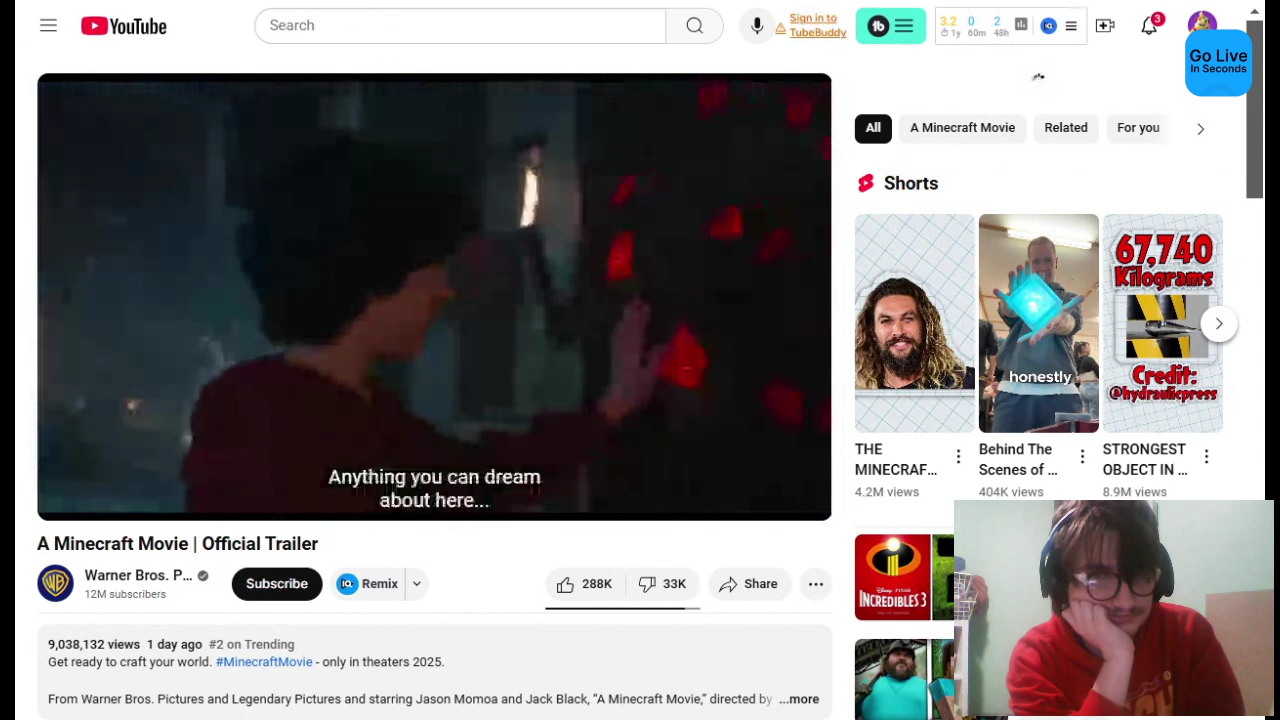 YouTube
Search
Sign in to
TubeBuddy
3.2 0 2
1y 60m 48h
3
Go Live
In Seconds
Anything you can dream
about here...
All
A Minecraft Movie
Related
For you
Shorts
honestly
67,740
Kilograms
Credit:
@hydraulicpress
THE
MINECRAF...
4.2M views
Behind The
Scenes of ...
404K views
STRONGEST
OBJECT IN ...
8.9M views
A Minecraft Movie | Official Trailer
Warner Bros. P...
12M subscribers
Subscribe
Remix
288K
33K
Share
INCREDIBLES 3
9,038,132 views 1 day ago #2 on Trending
Get ready to craft your world. #MinecraftMovie - only in theaters 2025.
From Warner Bros. Pictures and Legendary Pictures and starring Jason Momoa and Jack Black, "A Minecraft Movie," directed by ...more